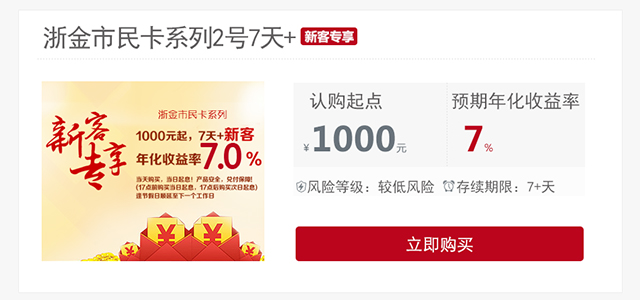 浙金市民卡系列2号7天+ 新客专享
浙金市民卡系列
新客专享
1000元起，7天+新客
年化收益率7.0%
当天购买，当日起息！产品安全，兑付保障!
(17点前购买当日起息，17点后购买次日起息)
逢节假日顺延至下一个工作日
认购起点
¥1000元
预期年化收益率
7%
风险等级：较低风险 存续期限：7+天
立即购买